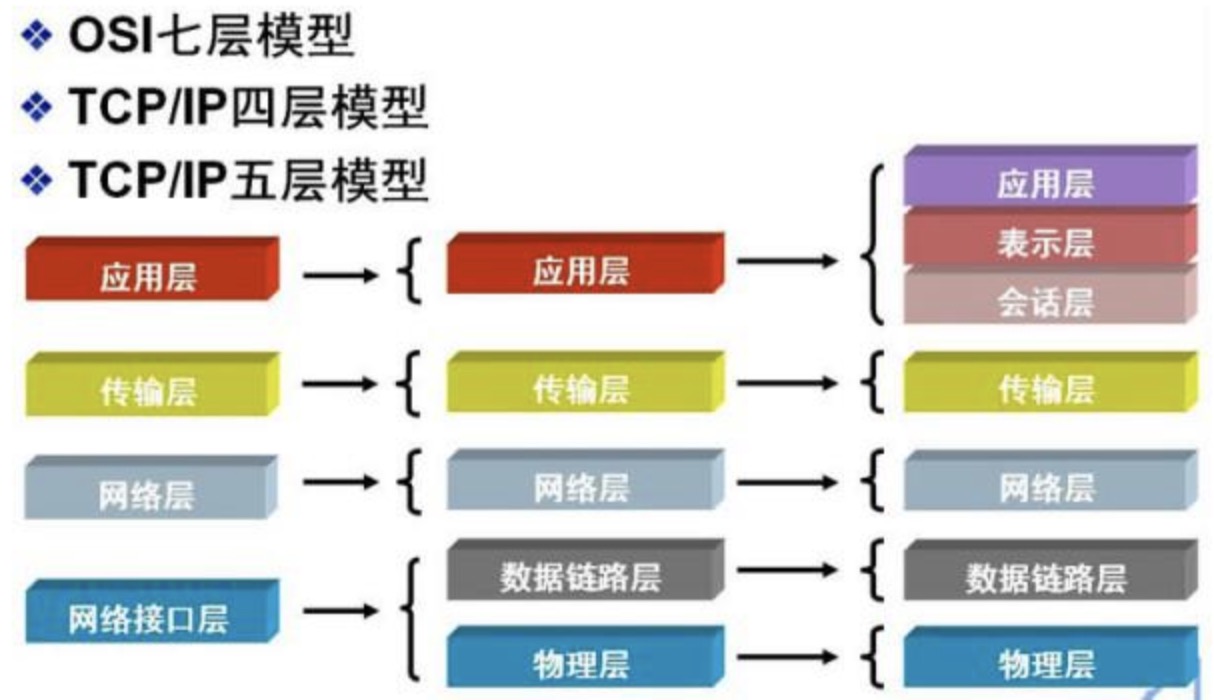 OSI七层模型
TCP/IP四层模型
TCP/IP五层模型
应用层
传输层
网络层
网络接口层
应用层
传输层
网络层
数据链路层
物理层
应用层
表示层
会话层
传输层
网络层
数据链路层
物理层